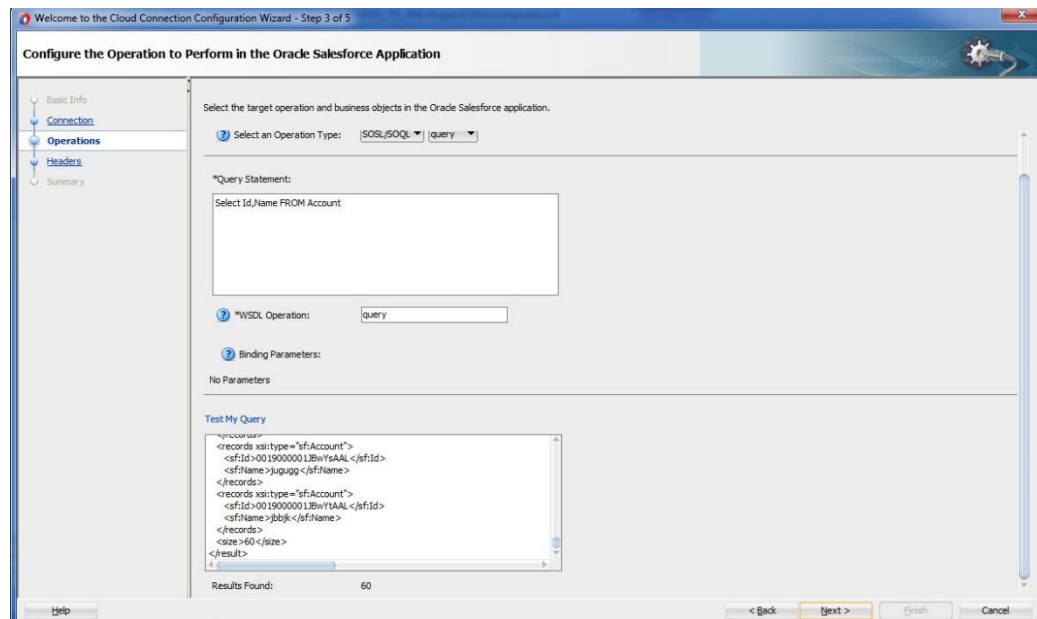 Welcome to the Cloud Connection Configuration Wizard - Step 3 of 5
Configure the Operation to Perform in the Oracle Salesforce Application
Basic Info
Connection
Operations
Headers
Summary
Select the target operation and business objects in the Oracle Salesforce application.
Select an Operation Type: SOSL/SOQL query
*Query Statement:
Select Id,Name FROM Account
*WSDL Operation: query
Binding Parameters:
No Parameters
Test My Query
</records>
<records xsi:type="sf:Account">
<sf:Id>0019000001JBwYsAAL</sf:Id>
<sf:Name>jugugg</sf:Name>
</records>
<records xsi:type="sf:Account">
<sf:Id>0019000001JBwYtAAL</sf:Id>
<sf:Name>jbbjk</sf:Name>
</records>
<size>60</size>
</result>
Results Found: 60
Help < Back Next > Finish Cancel